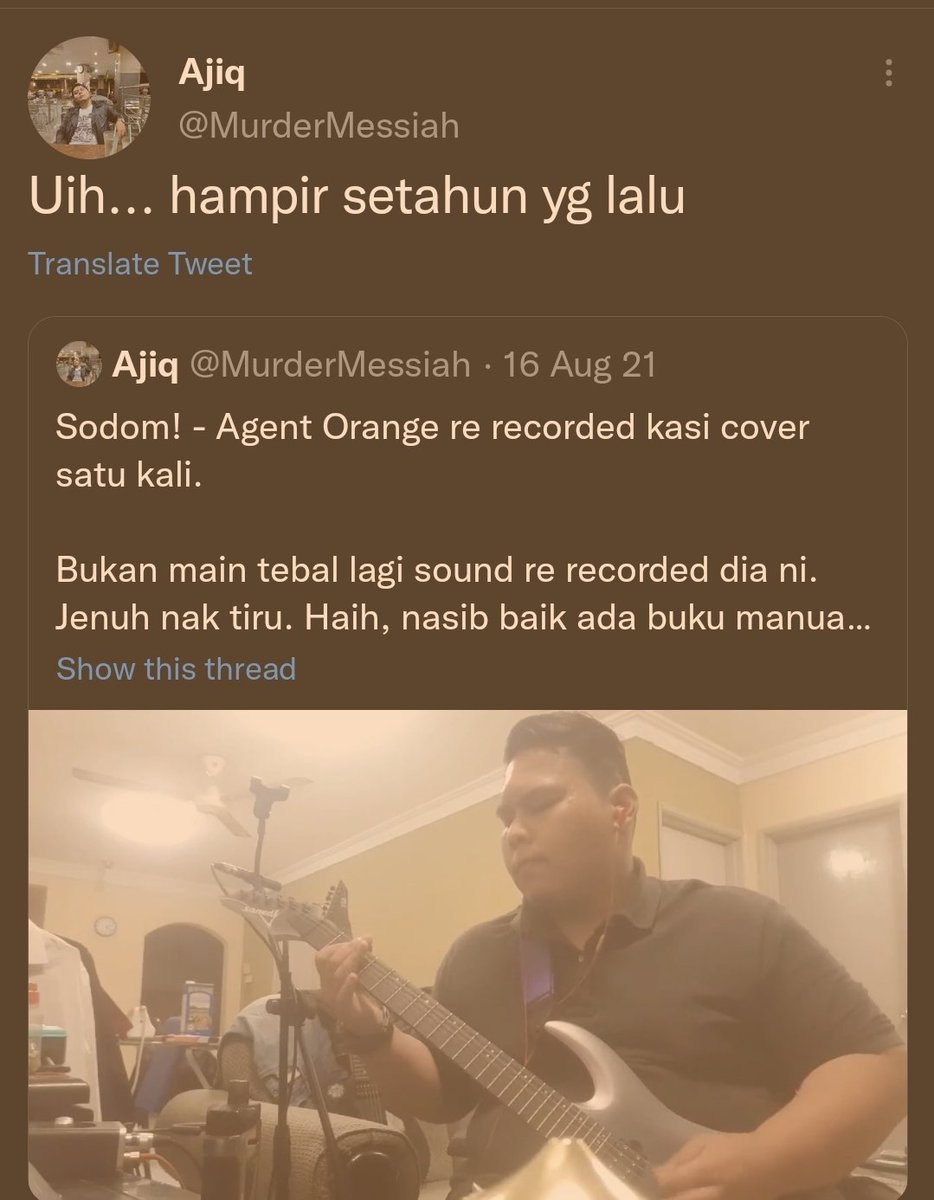 Ajiq
@MurderMessiah
Uih... hampir setahun yg lalu
Translate Tweet
Ajiq @MurderMessiah · 16 Aug 21
Sodom! - Agent Orange re recorded kasi cover
satu kali.
Bukan main tebal lagi sound re recorded dia ni.
Jenuh nak tiru. Haih, nasib baik ada buku manua...
Show this thread